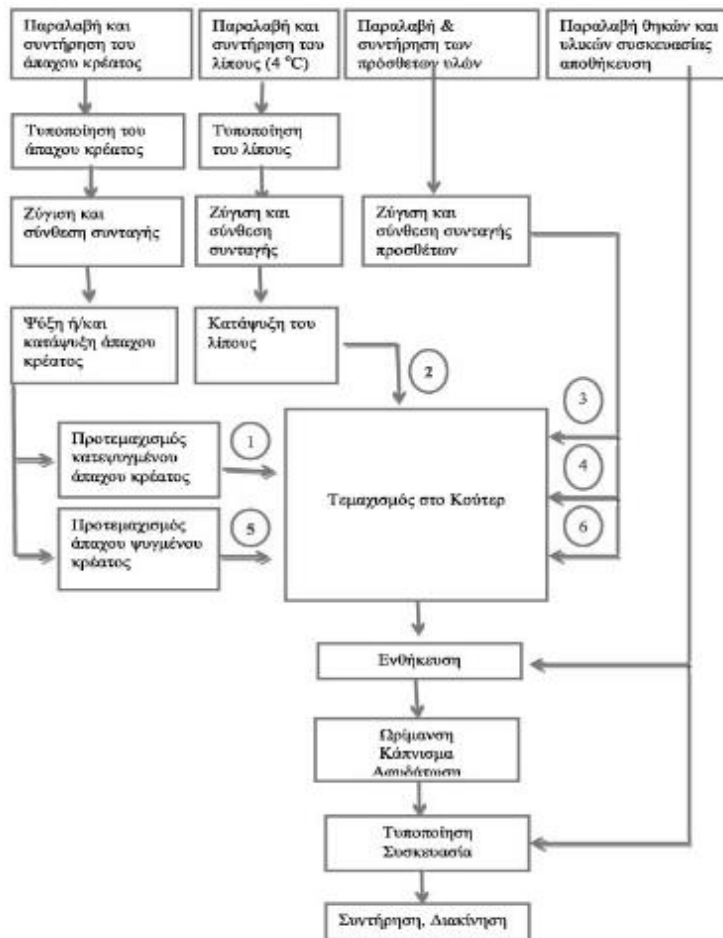 Παραλαβή και
συντήρηση του
άπαχου κρέατος
Παραλαβή και
συντήρηση του
λίπους (4 °C)
Παραλαβή &
συντήρηση των
πρόσθετων υλών
Παραλαβή θηκών και
υλικών συσκευασίας
αποθήκευση
Τυποποίηση του
άπαχου κρέατος
Τυποποίηση
του λίπους
Ζύγιση και
σύνθεση συνταγής
Ζύγιση και
σύνθεση
συνταγής
Ζύγιση και
σύνθεση συνταγής
προσθέτων
Ψύξη ή/και
κατάψυξη άπαχου
κρέατος
Κατάψυξη του
λίπους
2
3
Προτεμαχισμός
κατεψυγμένου
άπαχου κρέατος
1
4
Τεμαχισμός στο Κούτερ
Προτεμαχισμός
άπαχου ψυγμένου
κρέατος
5
6
Ενθήκευση
Ωρίμανση
Κάπνισμα
Αφυδάτωση
Τυποποίηση
Συσκευασία
Συντήρηση, Διακίνηση